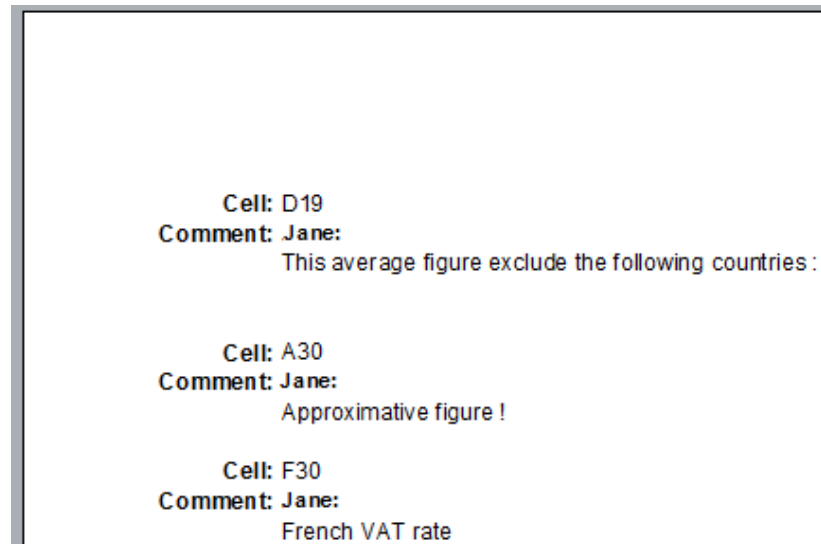 Cell: D19
Comment: Jane:
This average figure exclude the following countries :
Cell: A30
Comment: Jane:
Approximative figure !
Cell: F30
Comment: Jane:
French VAT rate